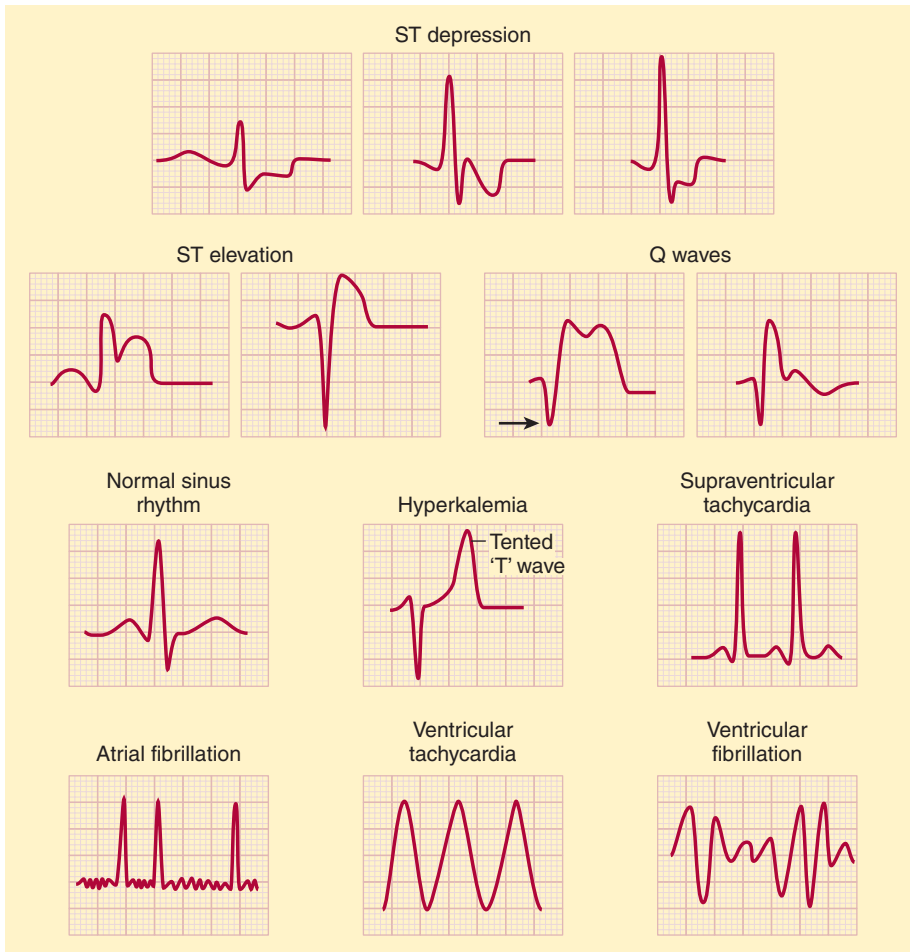 ST depression
ST elevation
Q waves
Normal sinus
rhythm
Hyperkalemia
Tented
‘T’ wave
Supraventricular
tachycardia
Atrial fibrillation
Ventricular
tachycardia
Ventricular
fibrillation